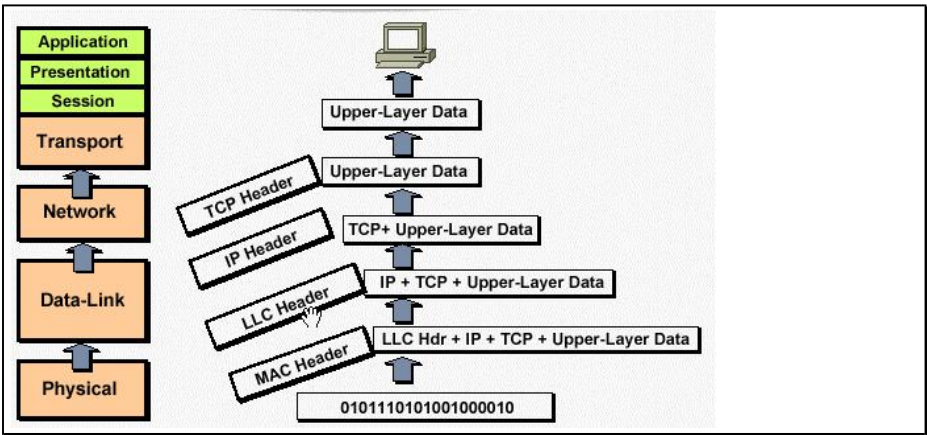 Application
Presentation
Session
Transport
Network
Data-Link
Physical
Upper-Layer Data
Upper-Layer Data
TCP Header
TCP+ Upper-Layer Data
IP Header
IP + TCP + Upper-Layer Data
LLC Header
LLC Hdr + IP + TCP + Upper-Layer Data
MAC Header
0101110101001000010